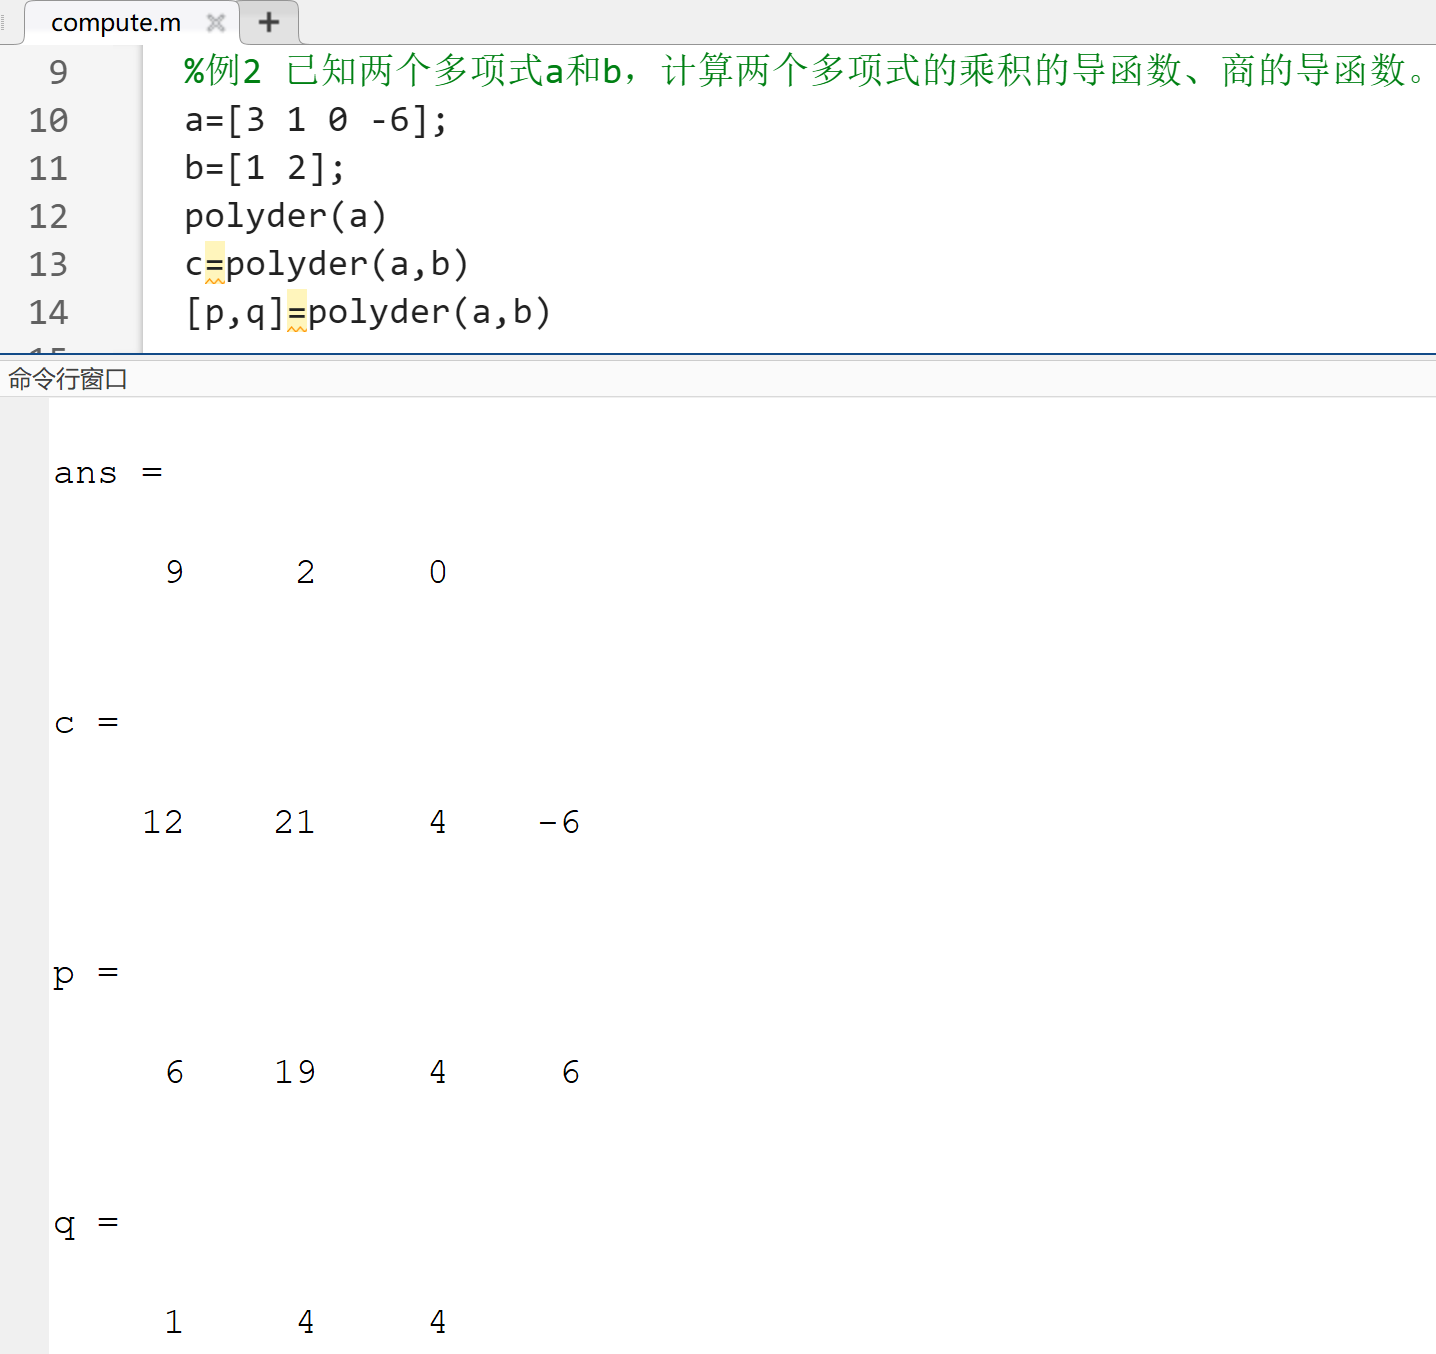 compute.m
9 %例2 已知两个多项式a和b，计算两个多项式的乘积的导函数、商的导函数。
10 a=[3 1 0 -6];
11 b=[1 2];
12 polyder(a)
13 c=polyder(a,b)
14 [p,q]=polyder(a,b)
命令行窗口
ans =
9 2 0
c =
12 21 4 -6
p =
6 19 4 6
q =
1 4 4